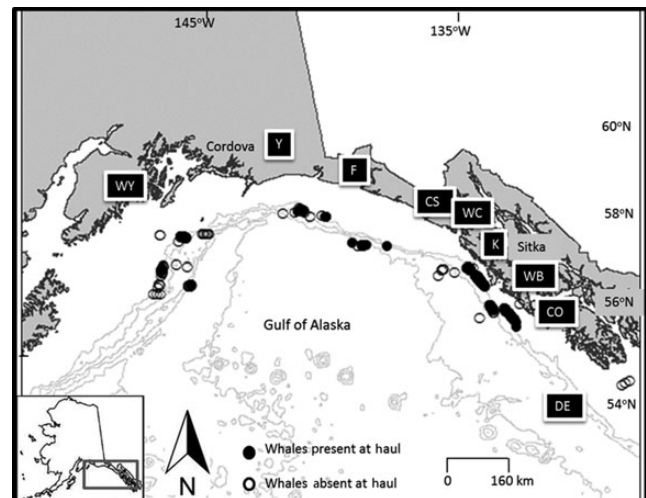 145°W
135°W
60°N
Cordova
Y
F
WY
CS
WC
58°N
K
Sitka
WB
56°N
CO
Gulf of Alaska
DE
54°N
Whales present at haul
Whales absent at haul
N
0
160 km